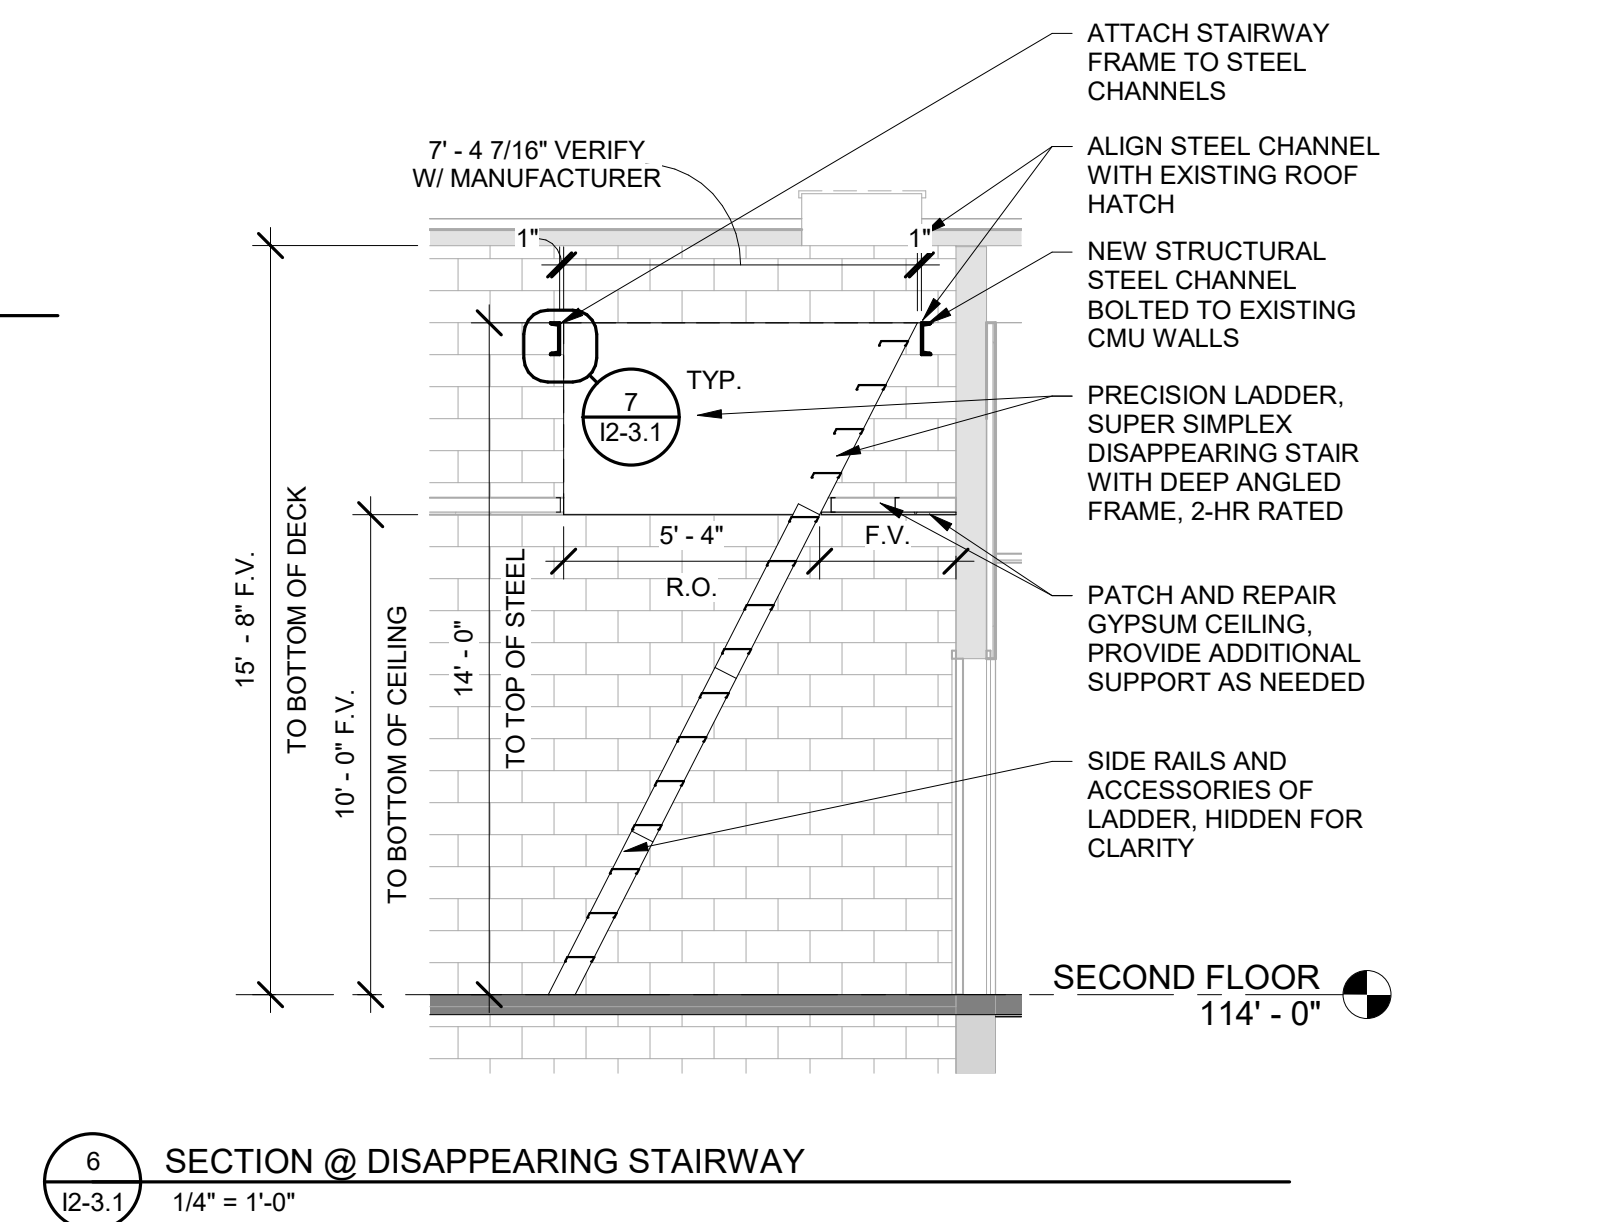 ATTACH STAIRWAY
FRAME TO STEEL
CHANNELS
7' - 4 7/16" VERIFY
W/ MANUFACTURER
ALIGN STEEL CHANNEL
WITH EXISTING ROOF
HATCH
1"
1"
NEW STRUCTURAL
STEEL CHANNEL
BOLTED TO EXISTING
CMU WALLS
TYP.
7
I2-3.1
PRECISION LADDER,
SUPER SIMPLEX
DISAPPEARING STAIR
WITH DEEP ANGLED
FRAME, 2-HR RATED
5' - 4"
R.O.
F.V.
15' - 8" F.V.
TO BOTTOM OF DECK
10' - 0" F.V.
TO BOTTOM OF CEILING
14' - 0"
TO TOP OF STEEL
PATCH AND REPAIR
GYPSUM CEILING,
PROVIDE ADDITIONAL
SUPPORT AS NEEDED
SIDE RAILS AND
ACCESSORIES OF
LADDER, HIDDEN FOR
CLARITY
SECOND FLOOR
114' - 0"
6
I2-3.1
SECTION @ DISAPPEARING STAIRWAY
1/4" = 1'-0"